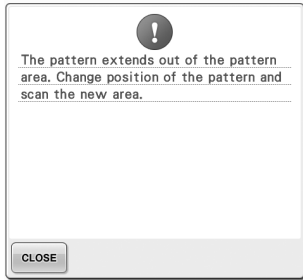 The pattern extends out of the pattern
area. Change position of the pattern and
scan the new area.
CLOSE